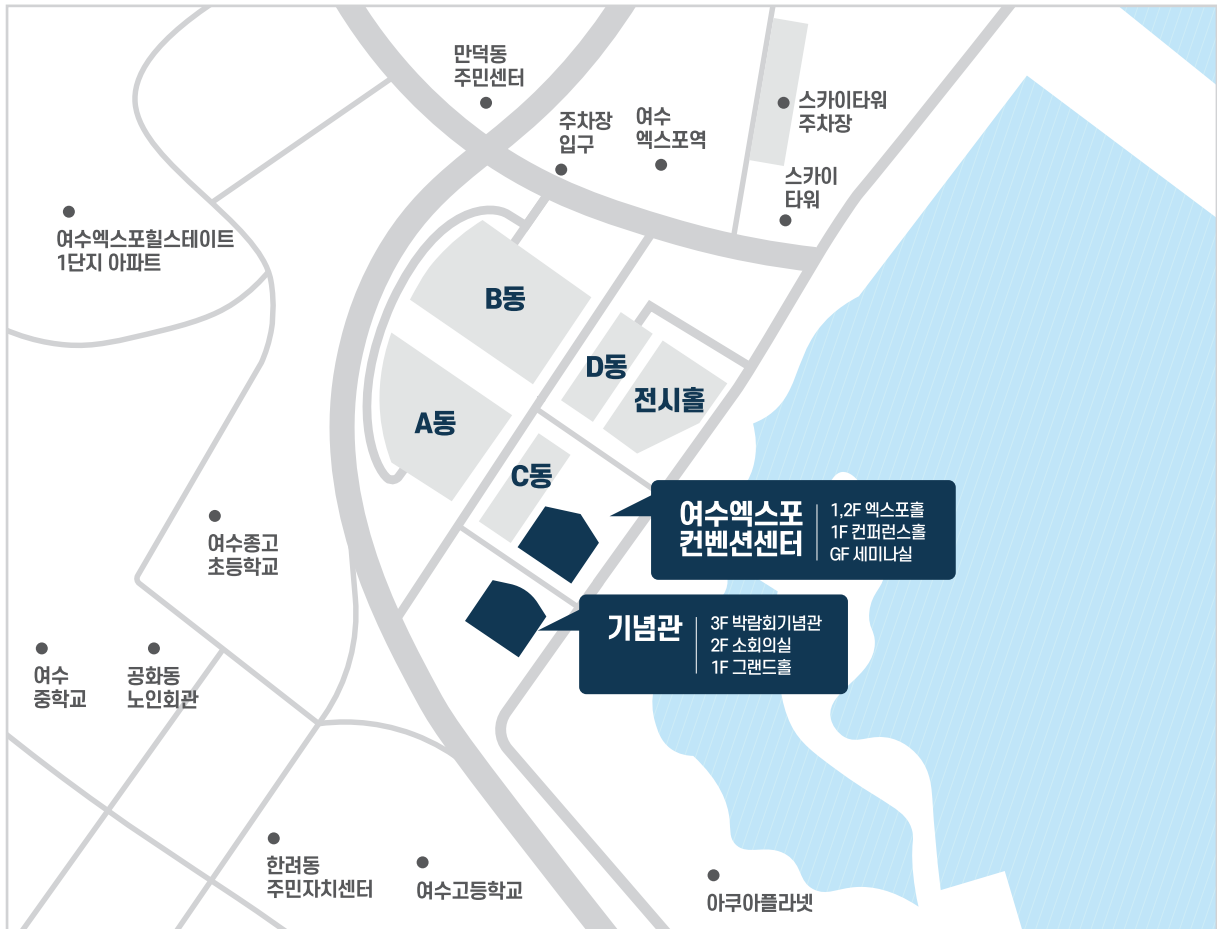 만덕동
주민센터
주차장
입구
여수
엑스포역
스카이타워
주차장
스카이
타워
여수엑스포힐스테이트
1단지 아파트
B동
D동
전시홀
A동
C동
여수엑스포
컨벤션센터
1,2F 엑스포홀
1F 컨퍼런스홀
GF 세미나실
여수종고
초등학교
기념관
3F 박람회기념관
2F 소회의실
1F 그랜드홀
여수
중학교
공화동
노인회관
한려동
주민자치센터
여수고등학교
아쿠아플라넷